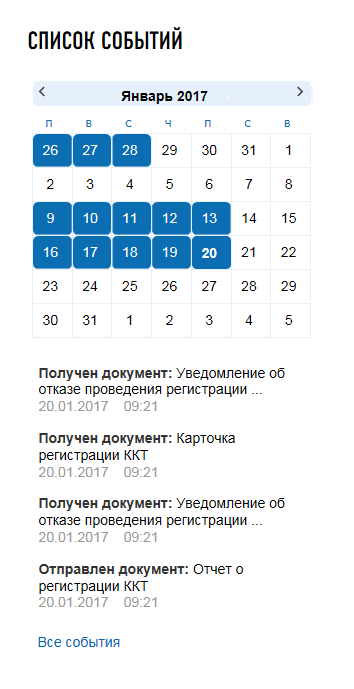 СПИСОК СОБЫТИЙ
Январь 2017
П В С Ч П С В
26 27 28 29 30 31 1
2 3 4 5 6 7 8
9 10 11 12 13 14 15
16 17 18 19 20 21 22
23 24 25 26 27 28 29
30 31 1 2 3 4 5
Получен документ: Уведомление об
отказе проведения регистрации ...
20.01.2017 09:21
Получен документ: Карточка
регистрации ККТ
20.01.2017 09:21
Получен документ: Уведомление об
отказе проведения регистрации ...
20.01.2017 09:21
Отправлен документ: Отчет о
регистрации ККТ
20.01.2017 09:21
Все события